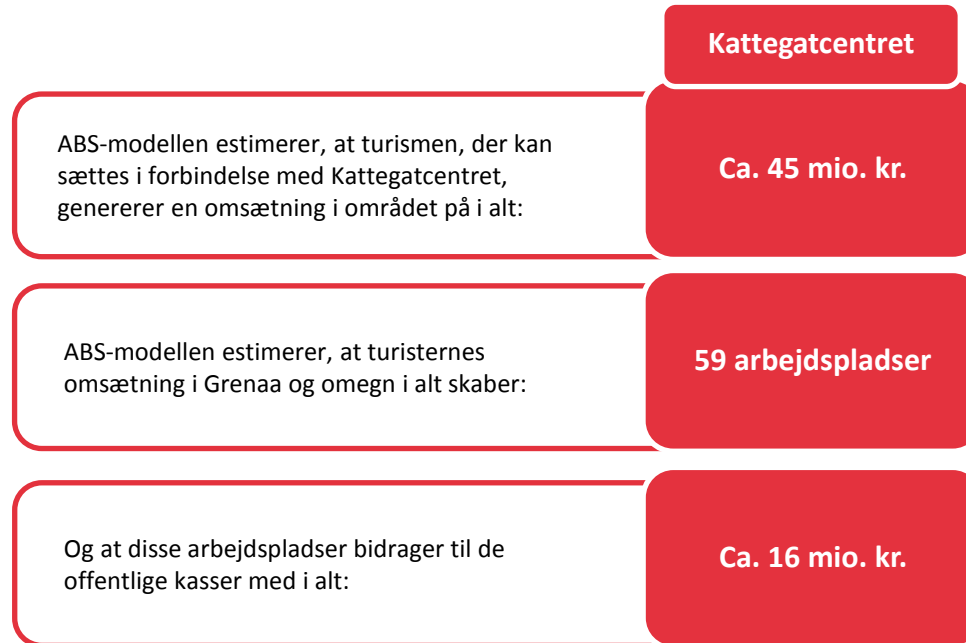 Kattegatcentret
ABS-modellen estimerer, at turismen, der kan
sættes i forbindelse med Kattegatcentret,
genererer en omsætning i området på i alt:
Ca. 45 mio. kr.
ABS-modellen estimerer, at turisternes
omsætning i Grenaa og omegn i alt skaber:
59 arbejdspladser
Og at disse arbejdspladser bidrager til de
offentlige kasser med i alt:
Ca. 16 mio. kr.